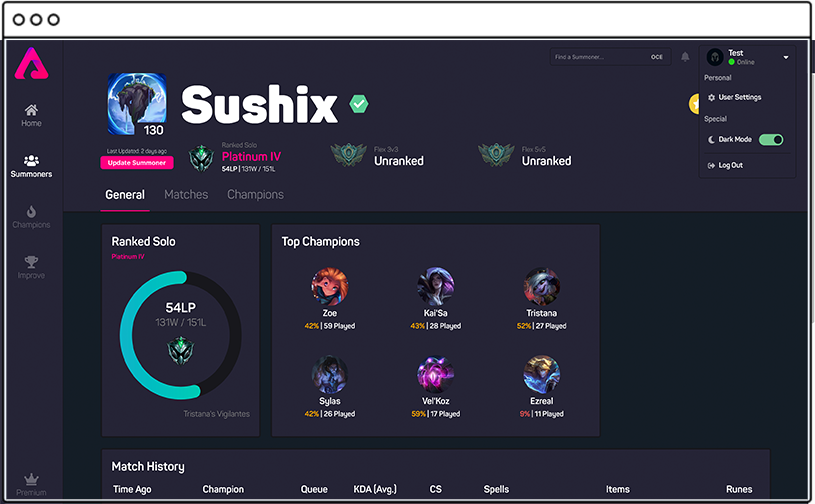 Find a Summoner...
OCE
Test
Online
Personal
User Settings
Special
Dark Mode
Log Out
Home
Summoners
Champions
Improve
Premium
130
Sushix
Last Updated: 2 days ago
Update Summoner
Ranked Solo
Platinum IV
54LP | 131W / 151L
Flex 3v3
Unranked
Flex 5v5
Unranked
General
Matches
Champions
Ranked Solo
Platinum IV
54LP
131W / 151L
Tristana's Vigilantes
Top Champions
Zoe
42% | 59 Played
Kai'Sa
43% | 28 Played
Tristana
52% | 27 Played
Sylas
42% | 26 Played
Vel'Koz
59% | 17 Played
Ezreal
9% | 11 Played
Match History
Time Ago
Champion
Queue
KDA (Avg.)
CS
Spells
Items
Runes